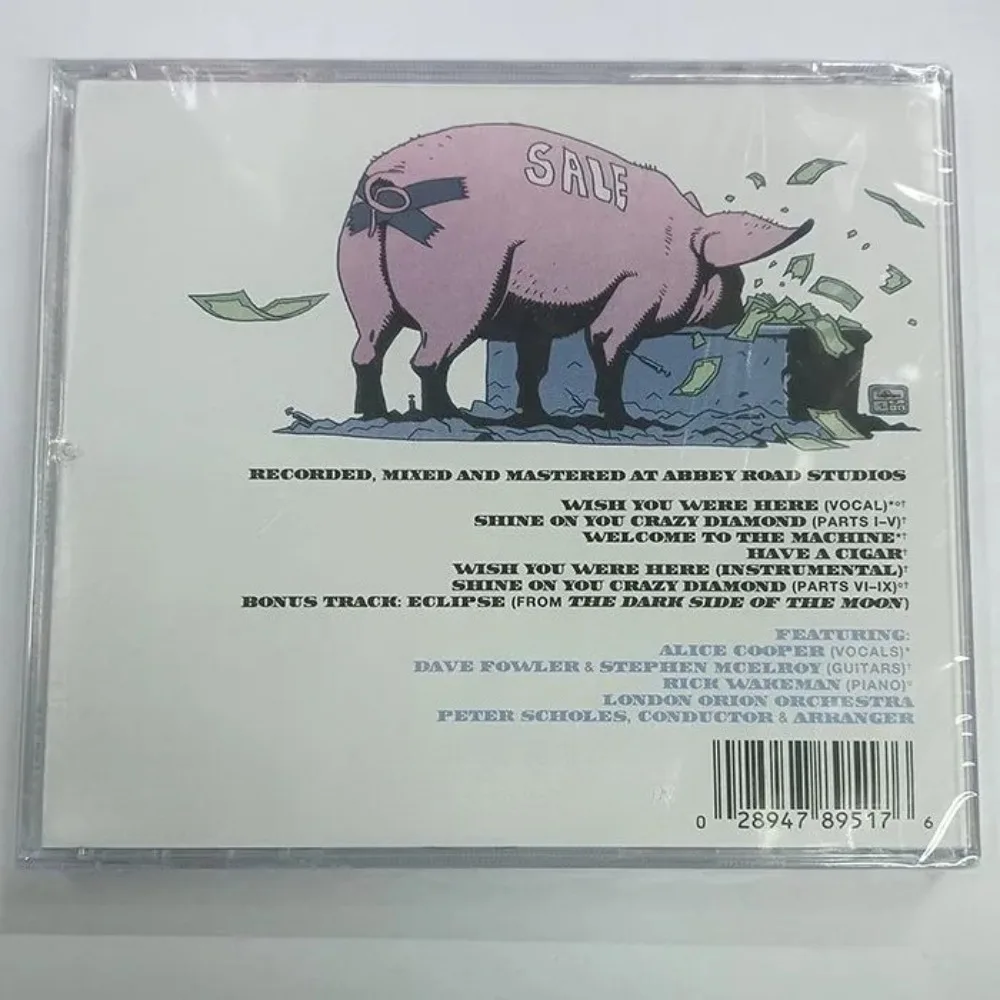 SALE
RECORDED, MIXED AND MASTERED AT ABBEY ROAD STUDIOS
WISH YOU WERE HERE (VOCAL)*°†
SHINE ON YOU CRAZY DIAMOND (PARTS I–V)†
WELCOME TO THE MACHINE*†
HAVE A CIGAR†
WISH YOU WERE HERE (INSTRUMENTAL)†
SHINE ON YOU CRAZY DIAMOND (PARTS VI–IX)°†
BONUS TRACK: ECLIPSE (FROM THE DARK SIDE OF THE MOON)
FEATURING:
ALICE COOPER (VOCALS)*
DAVE FOWLER & STEPHEN MCELROY (GUITARS)†
RICK WAKEMAN (PIANO)°
LONDON ORION ORCHESTRA
PETER SCHOLES, CONDUCTOR & ARRANGER
0 28947 89517 6